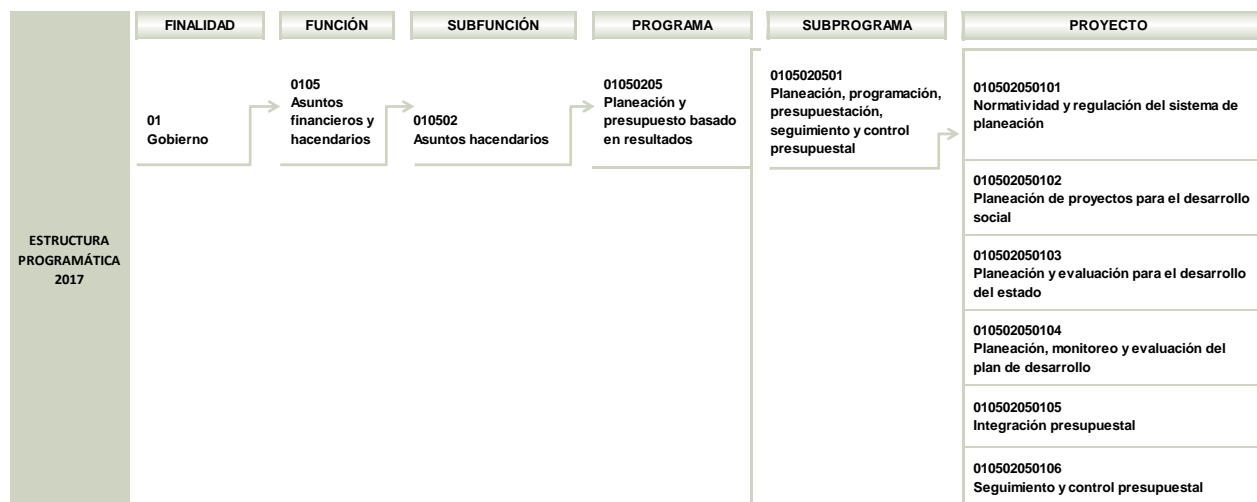 FINALIDAD
FUNCIÓN
SUBFUNCIÓN
PROGRAMA
SUBPROGRAMA
PROYECTO
ESTRUCTURA
PROGRAMÁTICA
2017
01
Gobierno
0105
Asuntos
financieros y
hacendarios
010502
Asuntos hacendarios
01050205
Planeación y
presupuesto basado
en resultados
0105020501
Planeación, programación,
presupuestación,
seguimiento y control
presupuestal
010502050101
Normatividad y regulación del sistema de
planeación
010502050102
Planeación de proyectos para el desarrollo
social
010502050103
Planeación y evaluación para el desarrollo
del estado
010502050104
Planeación, monitoreo y evaluación del
plan de desarrollo
010502050105
Integración presupuestal
010502050106
Seguimiento y control presupuestal